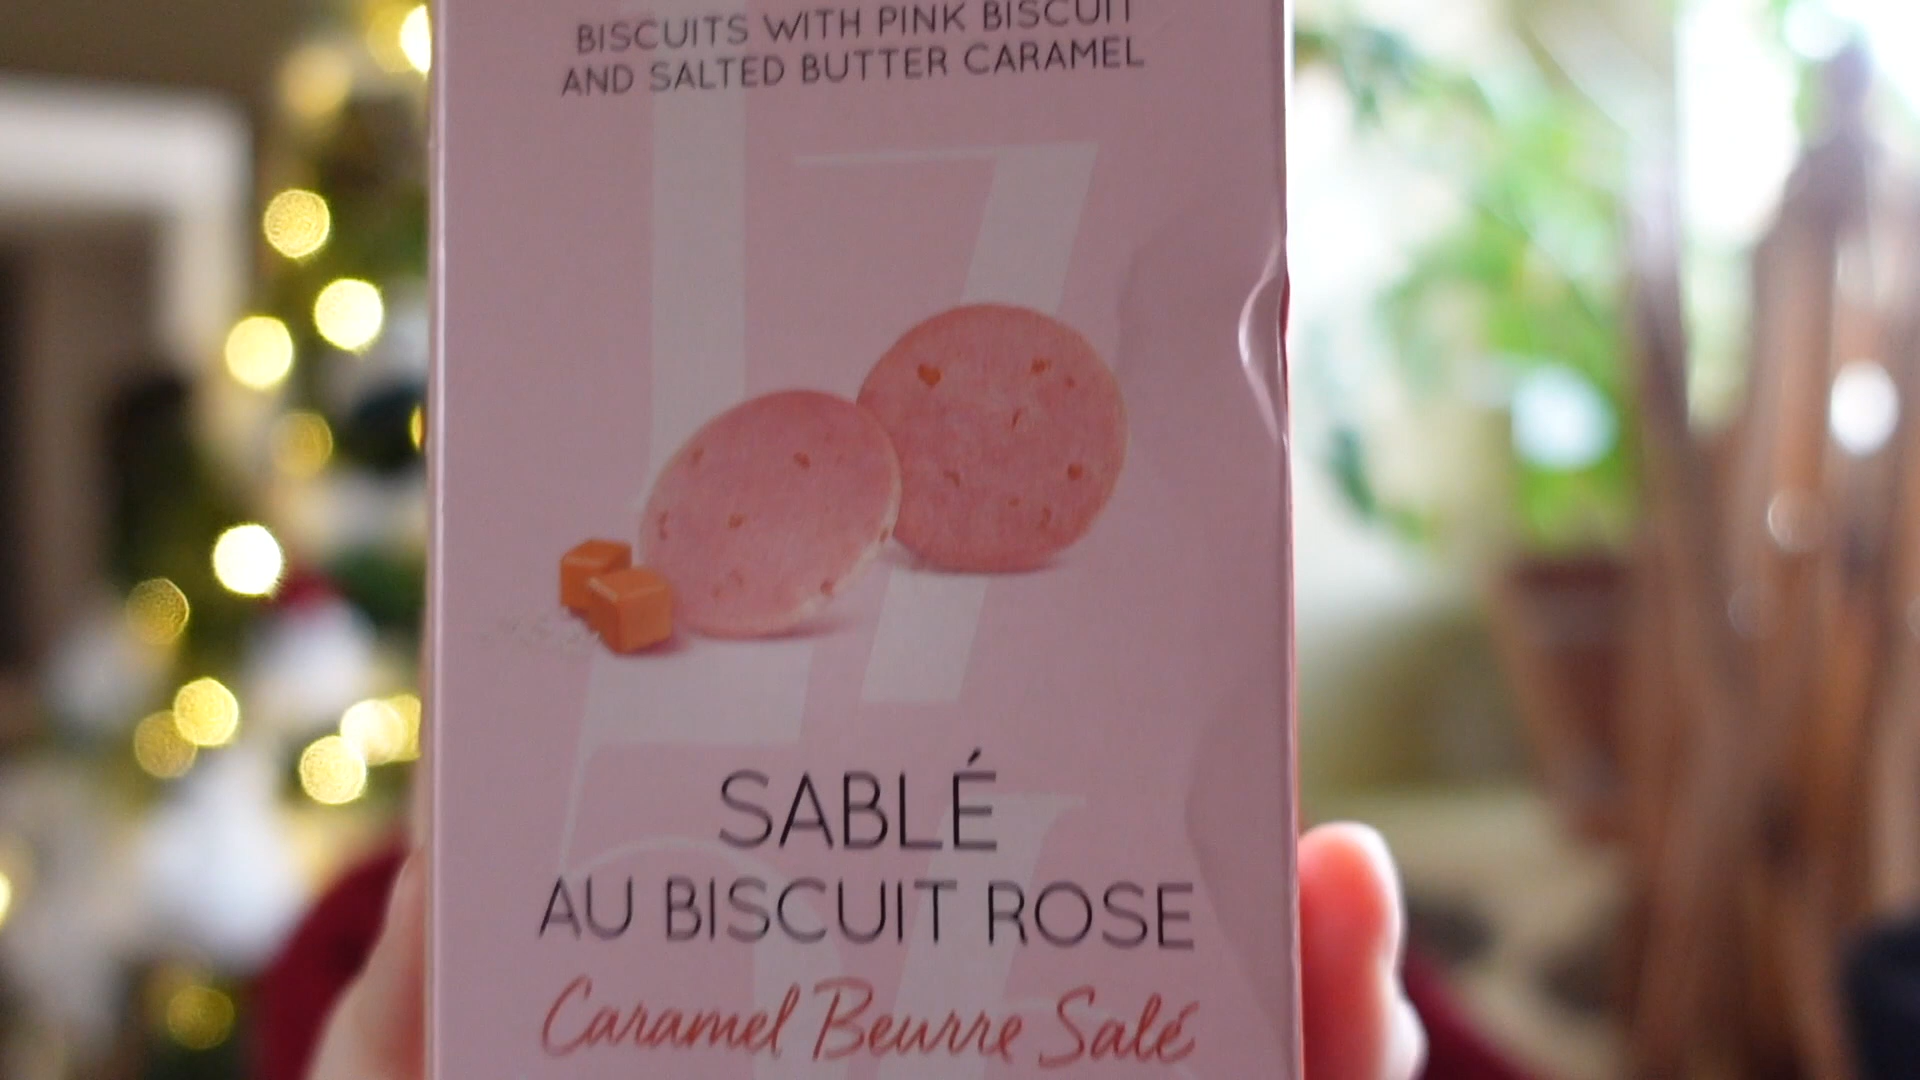 BISCUITS WITH PINK BISCUIT
AND SALTED BUTTER CARAMEL
SABLÉ
AU BISCUIT ROSE
Caramel Beurre Salé